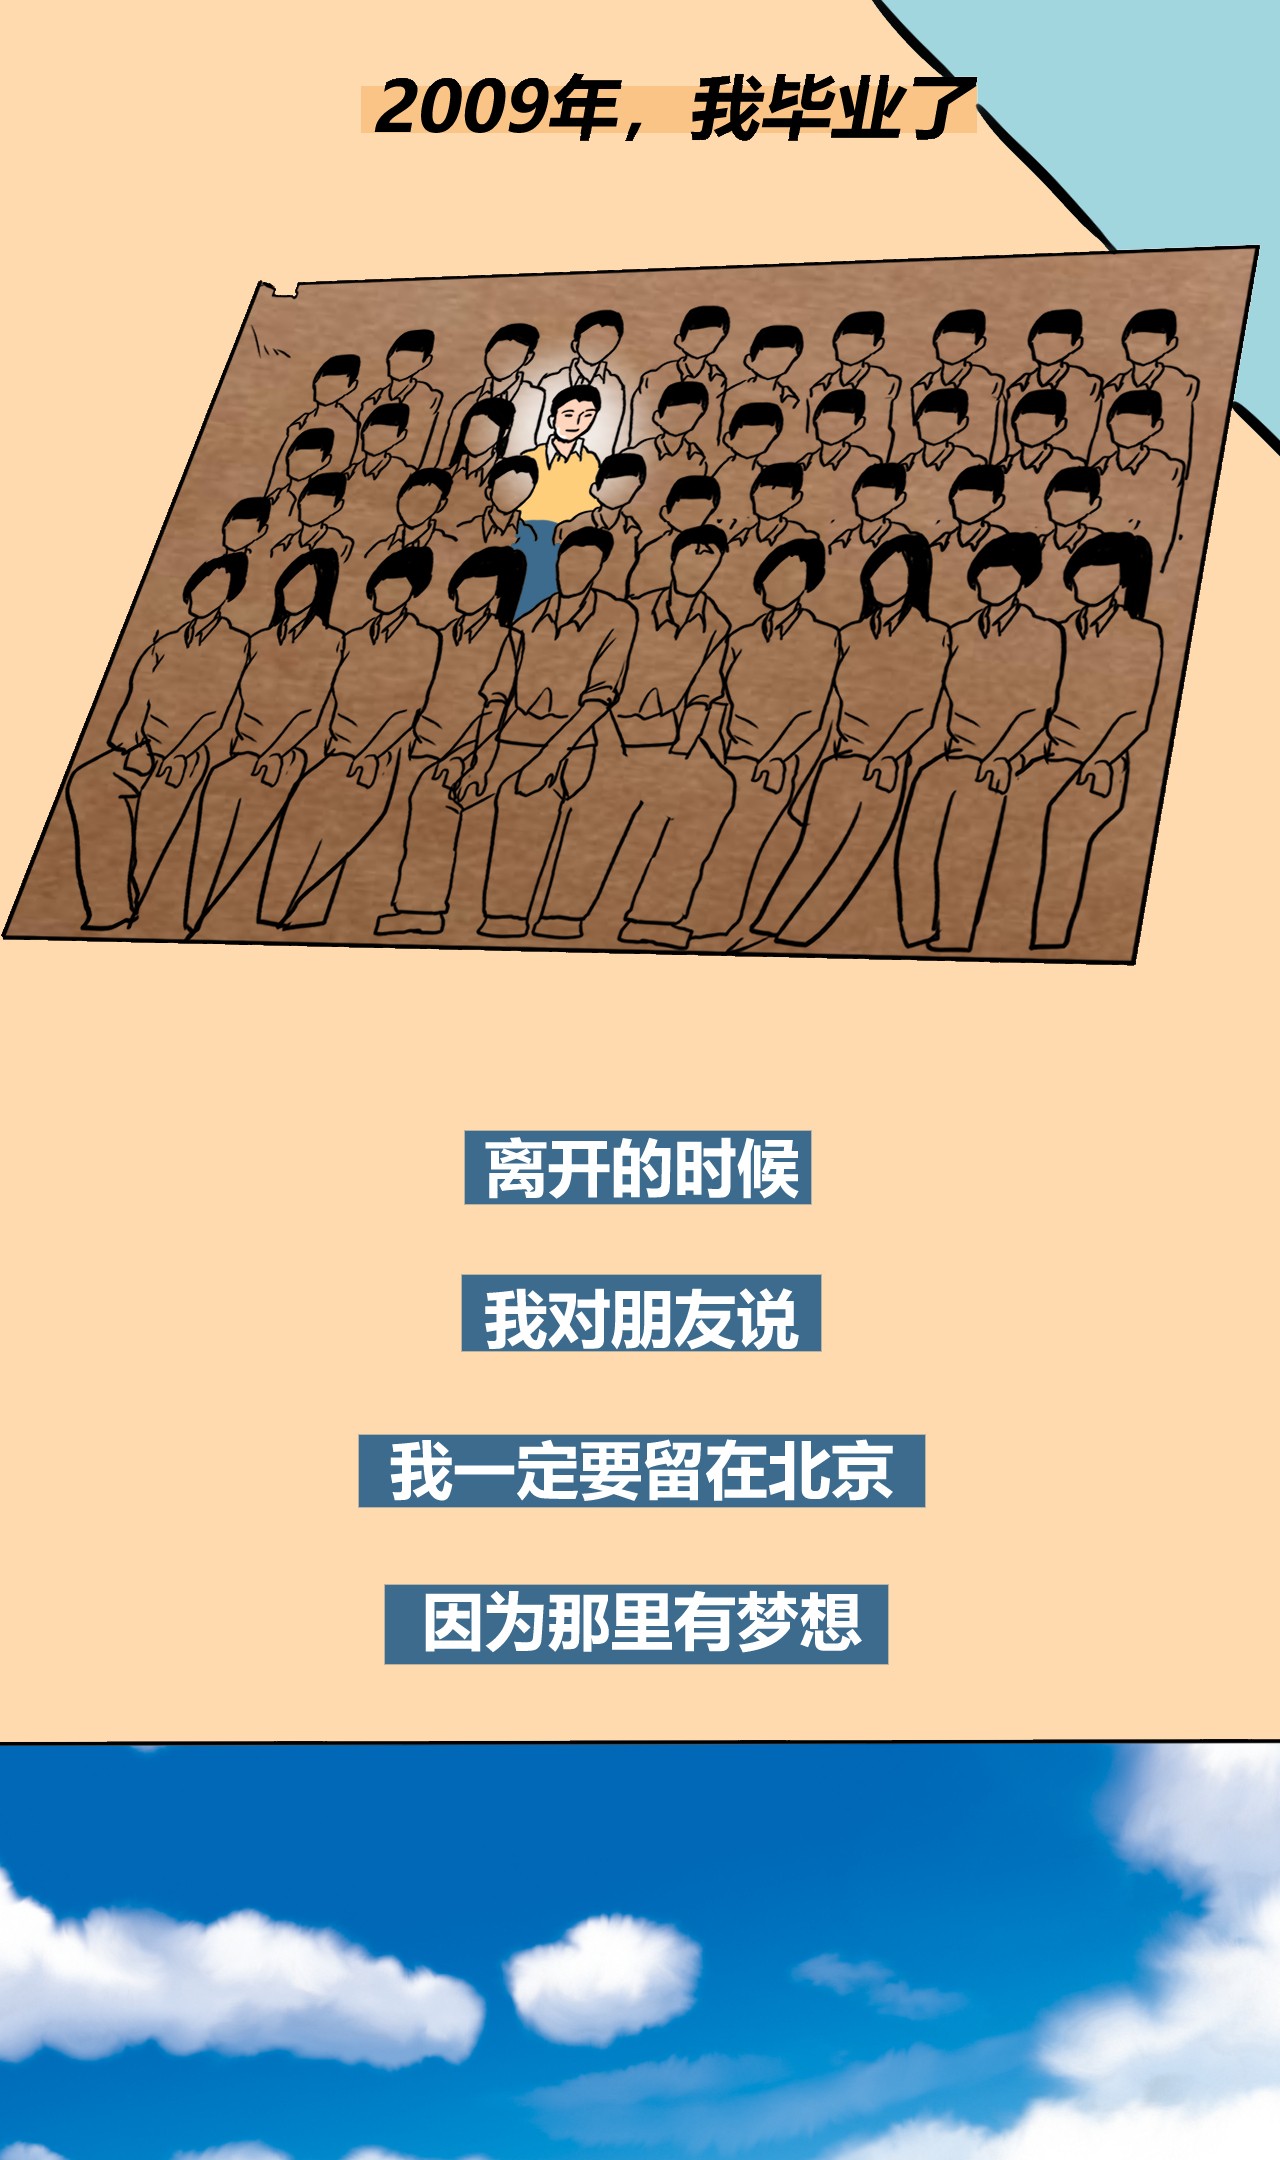 2009年，我毕业了
离开的时候
我对朋友说
我一定要留在北京
因为那里有梦想